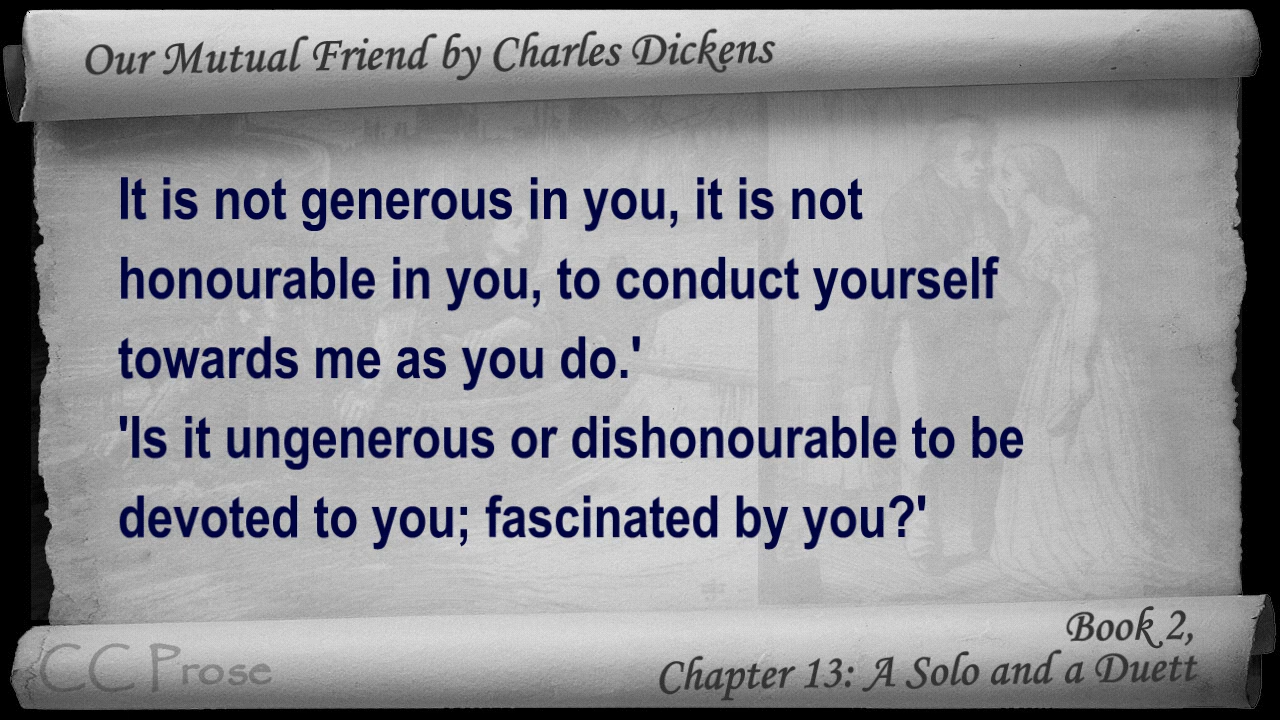 Our Mutual Friend by Charles Dickens
It is not generous in you, it is not
honourable in you, to conduct yourself
towards me as you do.'
'Is it ungenerous or dishonourable to be
devoted to you; fascinated by you?'
Book 2,
CC Prose
Chapter 13: A Solo and a Duett